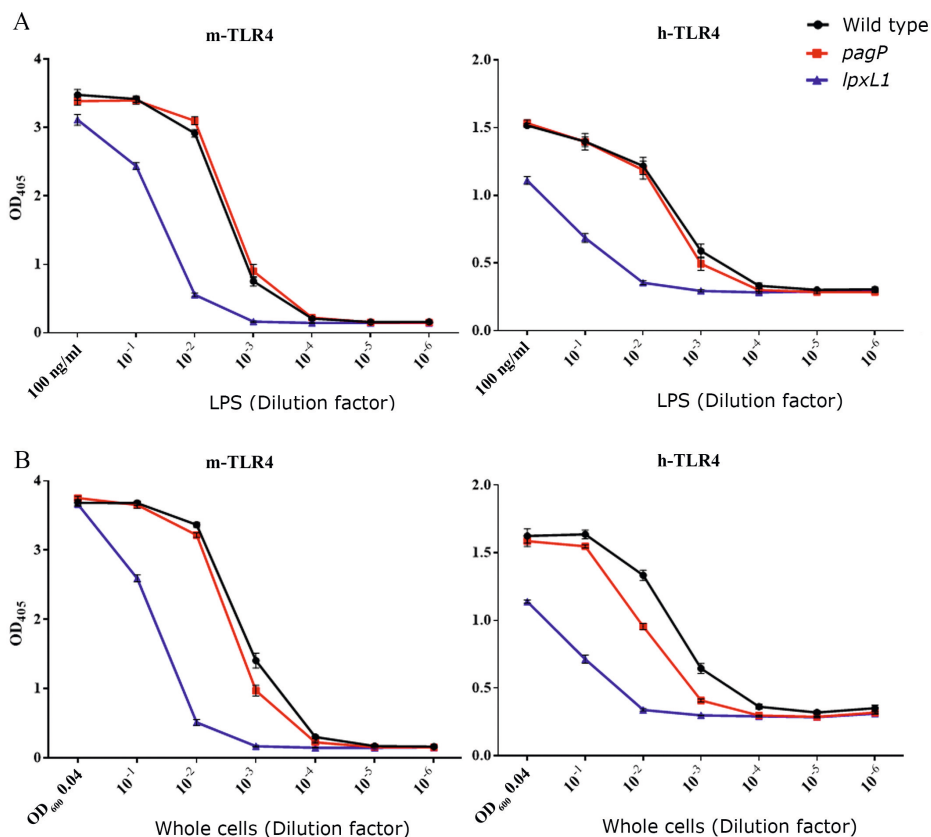 A
m-TLR4
h-TLR4
Wild type
pagP
lpxL1
OD405
4
3
2
1
0
2.0
1.5
1.0
0.5
0.0
100 ng/ml
10-1
10-2
10-3
10-4
10-5
10-6
100 ng/ml
10-1
10-2
10-3
10-4
10-5
10-6
LPS (Dilution factor)
LPS (Dilution factor)
B
m-TLR4
h-TLR4
OD405
4
3
2
1
0
2.0
1.5
1.0
0.5
0.0
OD600 0.04
10-1
10-2
10-3
10-4
10-5
10-6
OD600 0.04
10-1
10-2
10-3
10-4
10-5
10-6
Whole cells (Dilution factor)
Whole cells (Dilution factor)